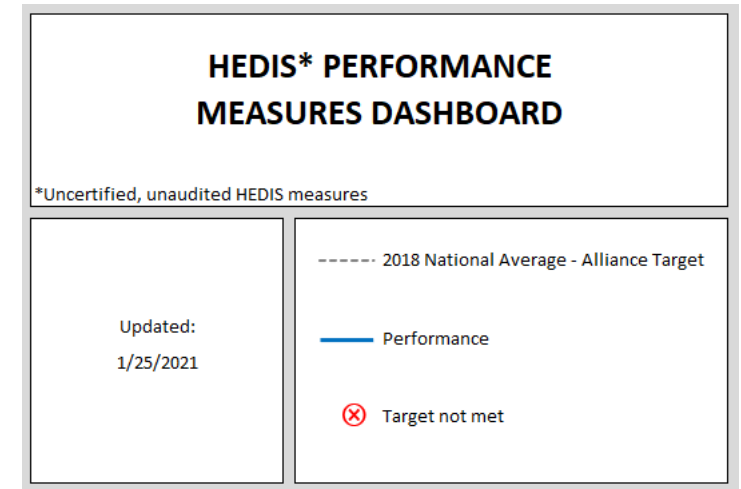 HEDIS* PERFORMANCE
MEASURES DASHBOARD
*Uncertified, unaudited HEDIS measures
Updated:
1/25/2021
2018 National Average - Alliance Target
Performance
Target not met